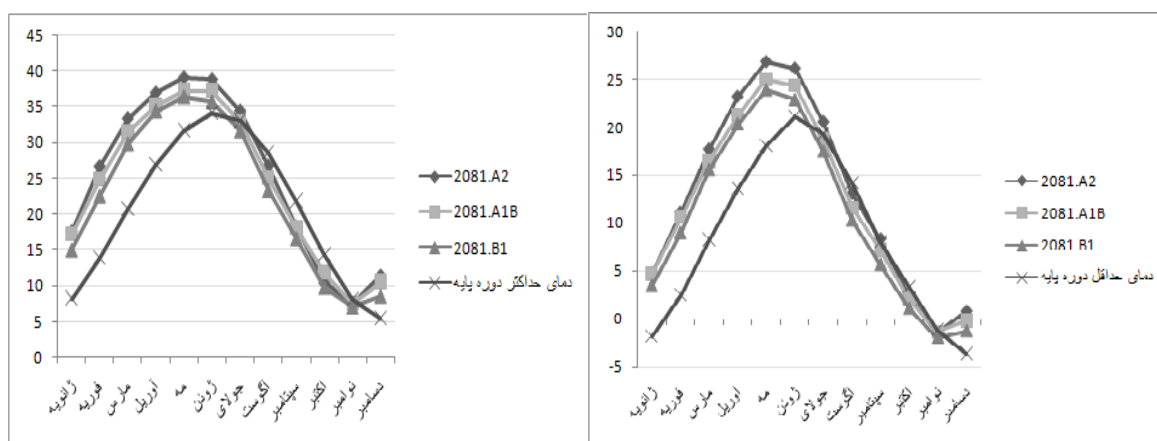 45
40
35
30
25
20
15
10
5
0
ژانویه
فوریه
مارس
آوریل
مه
ژوئن
جولای
آگوست
سپتامبر
اکتبر
نوامبر
دسامبر
2081.A2
2081.A1B
2081.B1
دمای حداکثر دوره پایه
30
25
20
15
10
5
0
-5
ژانویه
فوریه
مارس
آوریل
مه
ژوئن
جولای
آگوست
سپتامبر
اکتبر
نوامبر
دسامبر
2081.A2
2081.A1B
2081.B1
دمای حداقل دوره پایه